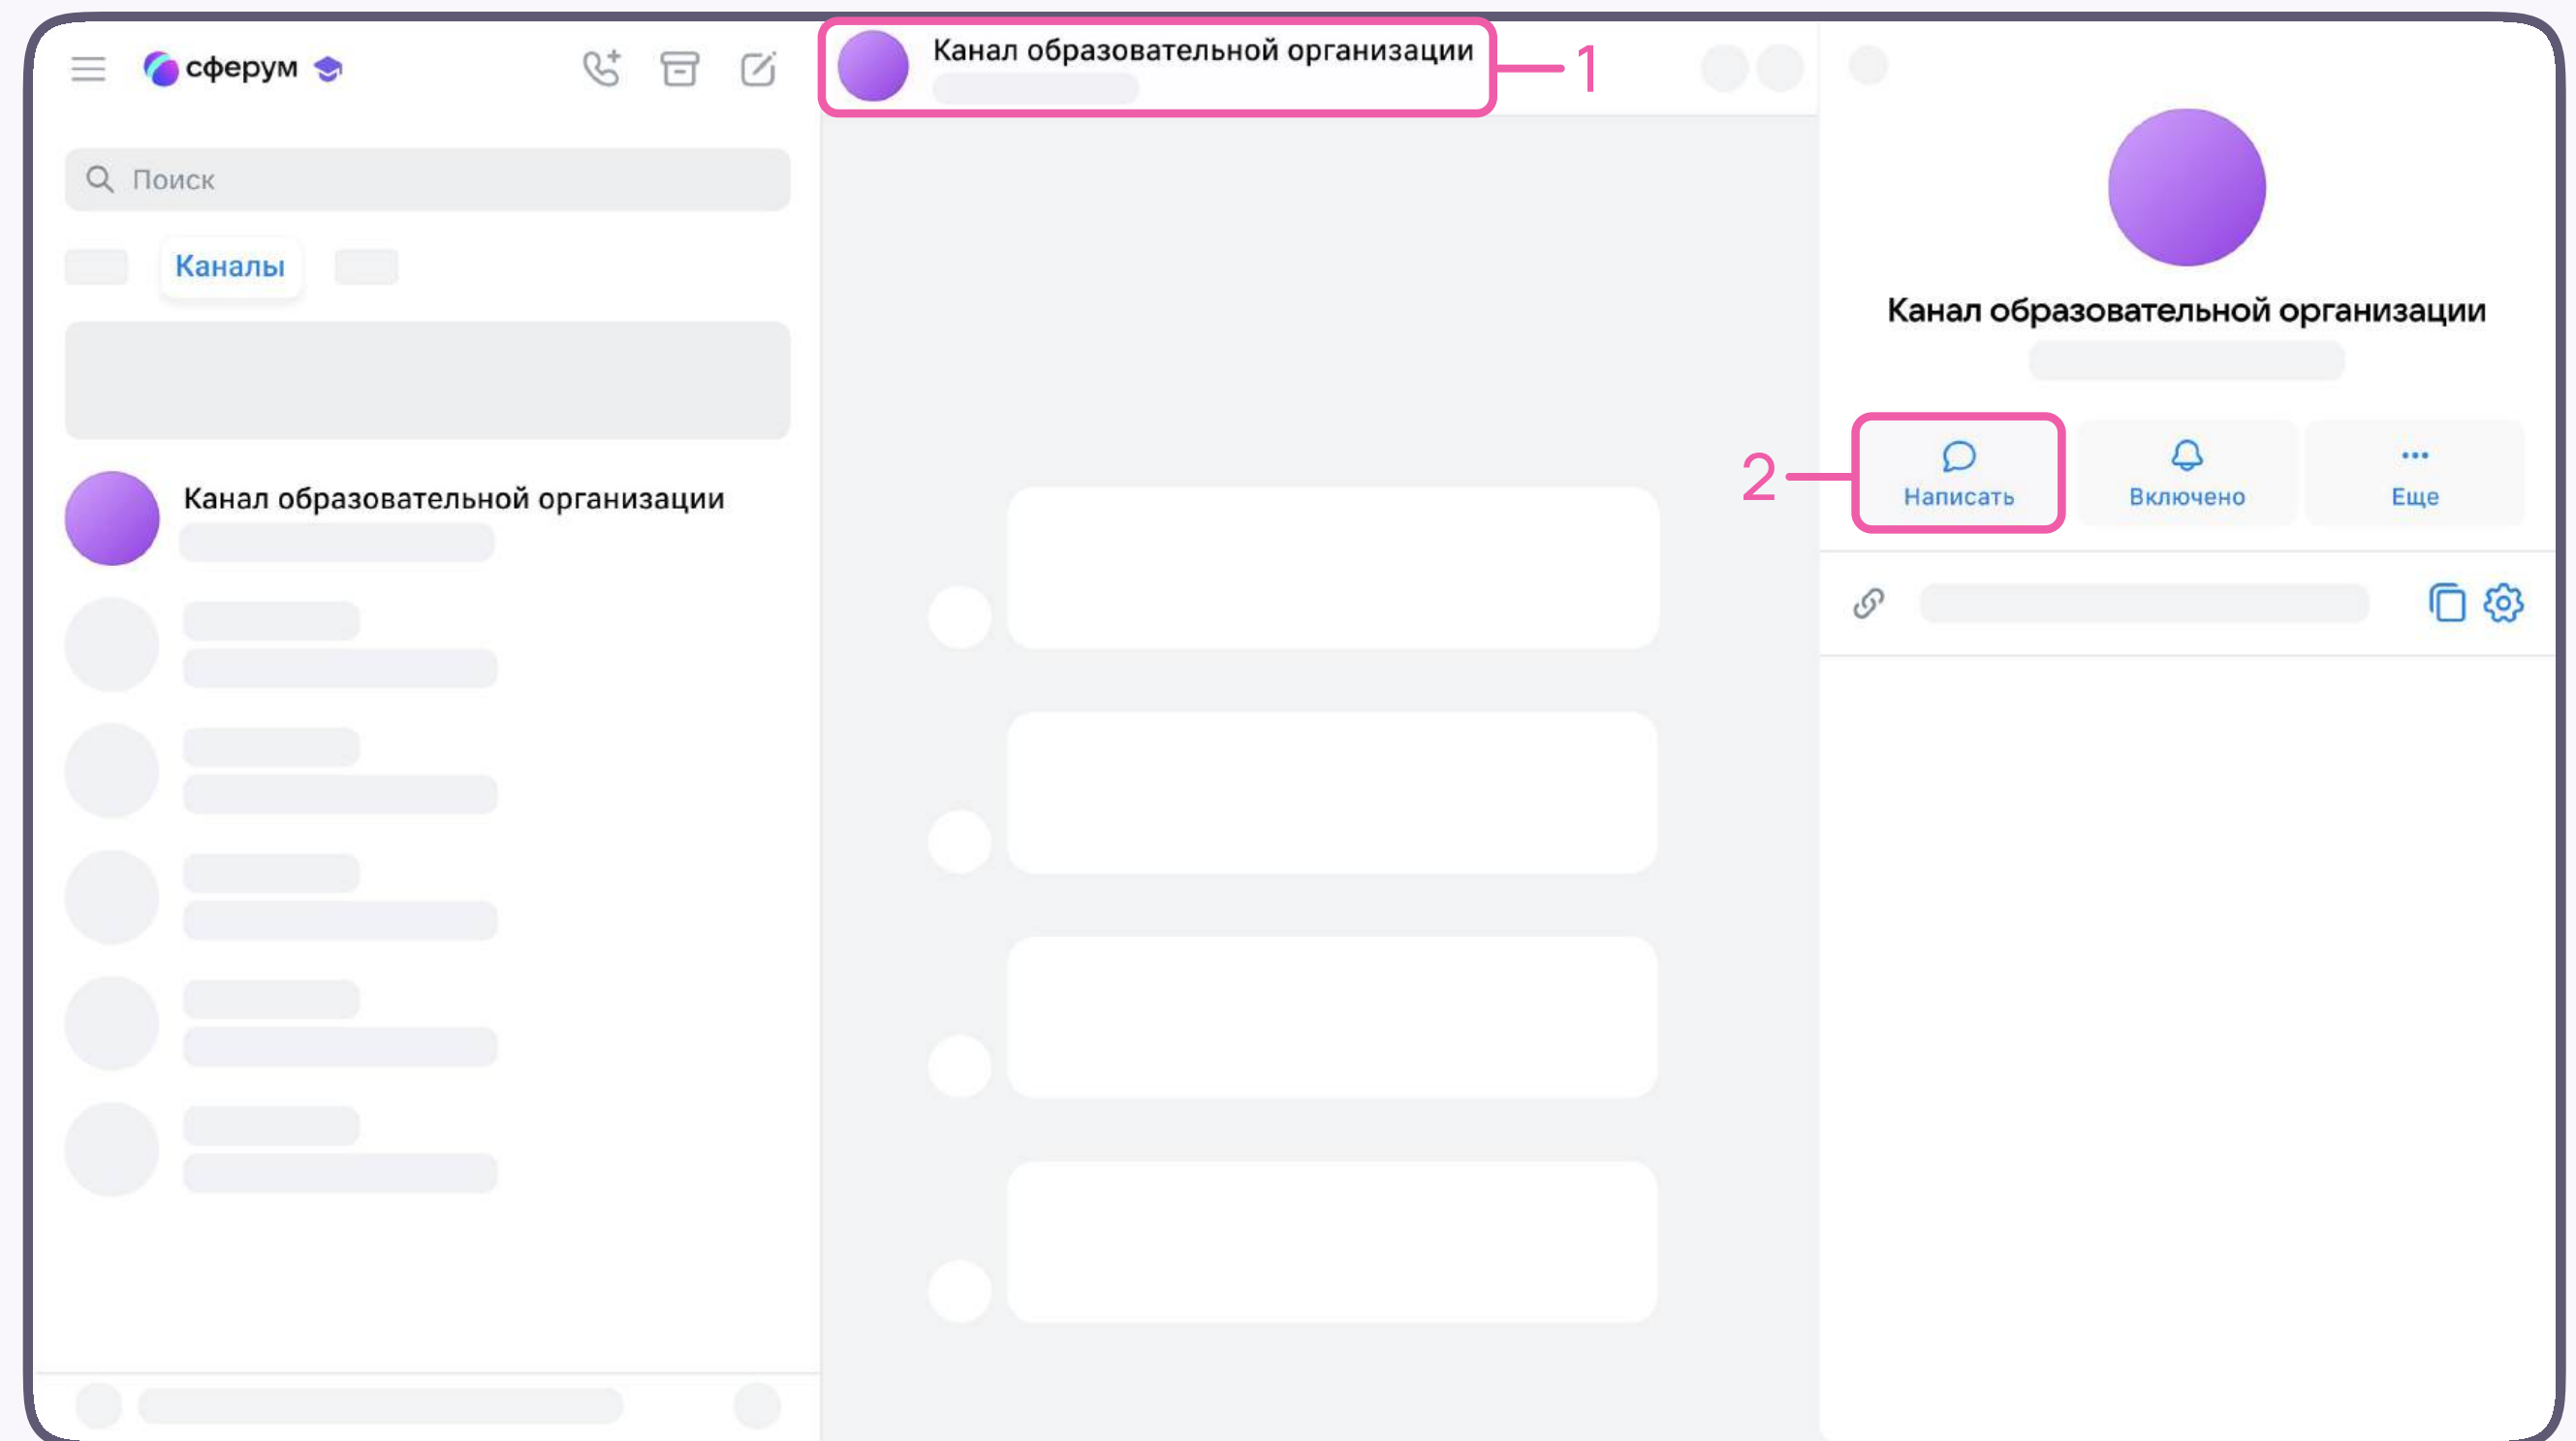 сферум
Поиск
Каналы
Канал образовательной организации
Канал образовательной организации
1
Канал образовательной организации
2
Написать
Включено
Еще